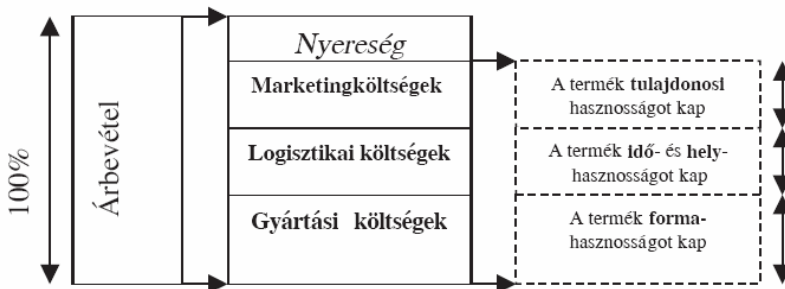 100%
Árbevétel
Nyereség
Marketingköltségek
Logisztikai költségek
Gyártási költségek
A termék tulajdonosi
hasznosságot kap
A termék idő- és hely-
hasznosságot kap
A termék forma-
hasznosságot kap